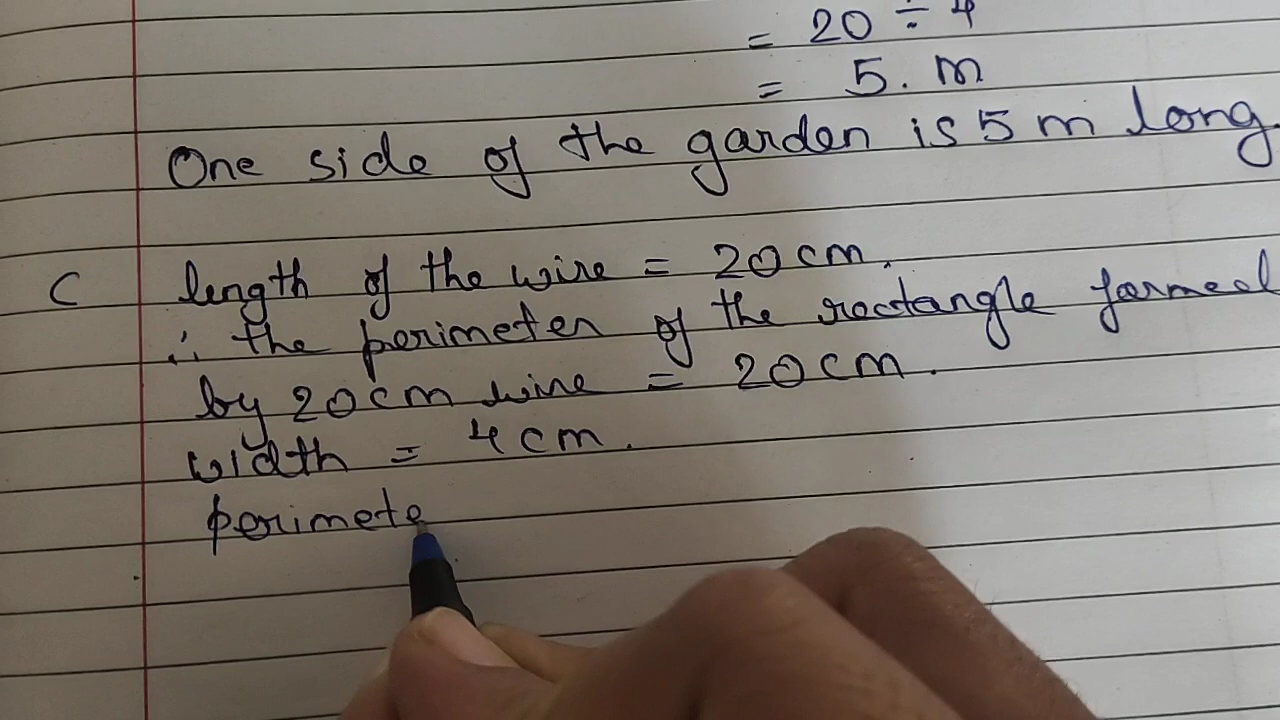 = 20 ÷ 4
= 5. m
One side of the garden is 5 m long.
C length of the wire = 20 cm.
∴ the perimeter of the rectangle formed
by 20 cm wire = 20 cm.
width = 4 cm.
perimete